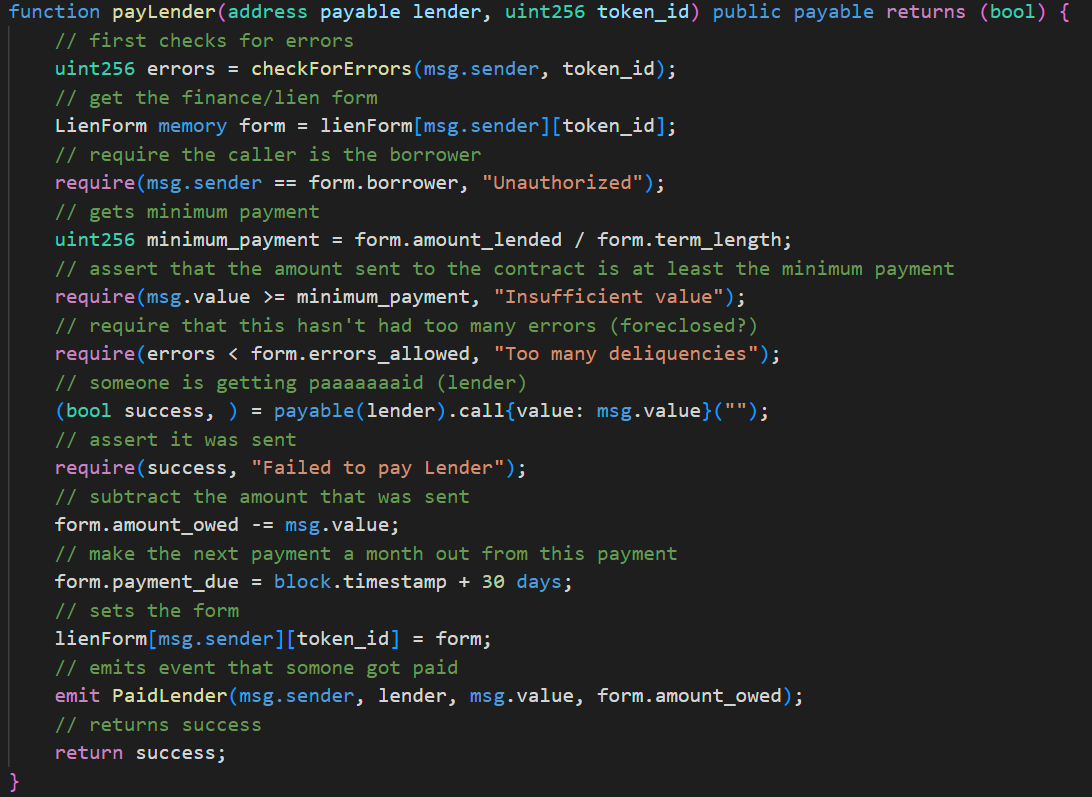 function payLender(address payable lender, uint256 token_id) public payable returns (bool) {
    // first checks for errors
    uint256 errors = checkForErrors(msg.sender, token_id);
    // get the finance/lien form
    LienForm memory form = lienForm[msg.sender][token_id];
    // require the caller is the borrower
    require(msg.sender == form.borrower, "Unauthorized");
    // gets minimum payment
    uint256 minimum_payment = form.amount_lended / form.term_length;
    // assert that the amount sent to the contract is at least the minimum payment
    require(msg.value >= minimum_payment, "Insufficient value");
    // require that this hasn't had too many errors (foreclosed?)
    require(errors < form.errors_allowed, "Too many deliquencies");
    // someone is getting paaaaaaaid (lender)
    (bool success, ) = payable(lender).call{value: msg.value}("");
    // assert it was sent
    require(success, "Failed to pay Lender");
    // subtract the amount that was sent
    form.amount_owed -= msg.value;
    // make the next payment a month out from this payment
    form.payment_due = block.timestamp + 30 days;
    // sets the form
    lienForm[msg.sender][token_id] = form;
    // emits event that somone got paid
    emit PaidLender(msg.sender, lender, msg.value, form.amount_owed);
    // returns success
    return success;
}